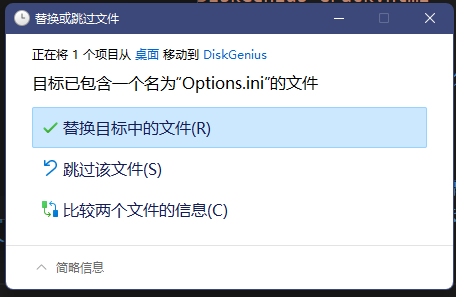 替换或跳过文件
正在将 1 个项目从 桌面 移动到 DiskGenius
目标已包含一个名为“Options.ini”的文件
替换目标中的文件(R)
跳过该文件(S)
比较两个文件的信息(C)
简略信息